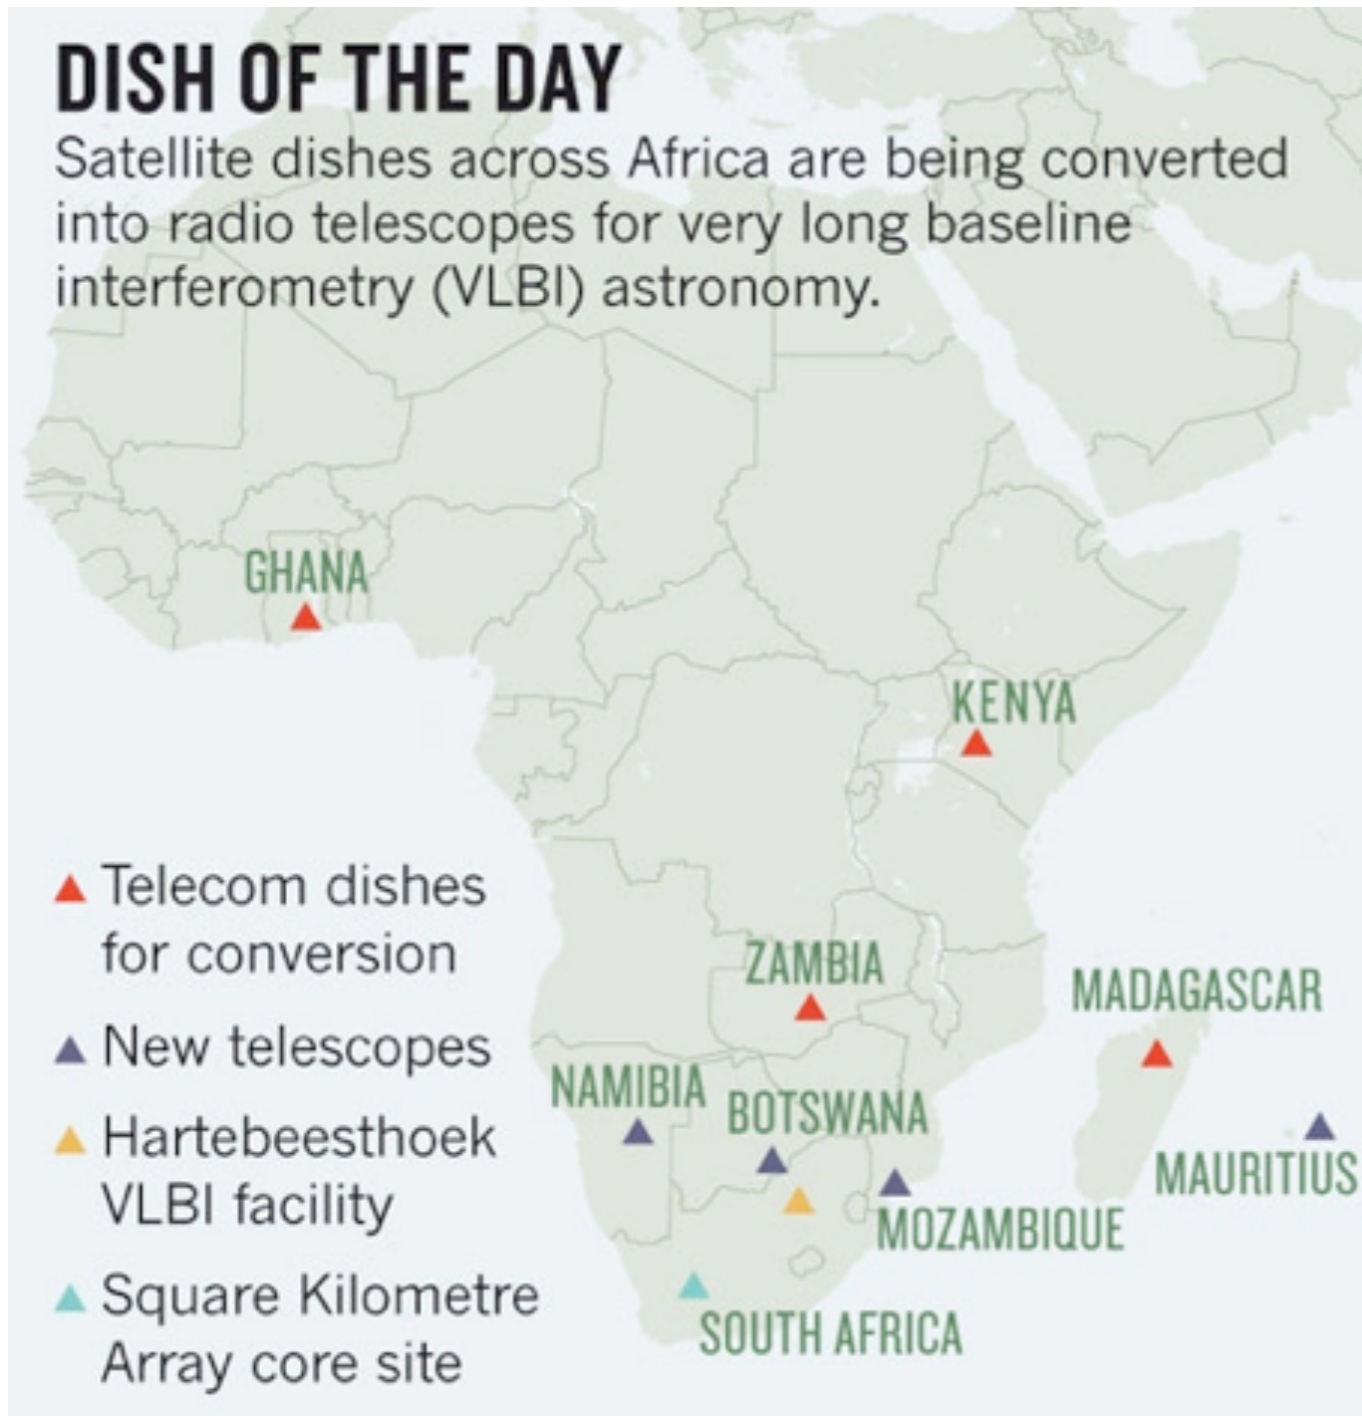 DISH OF THE DAY
Satellite dishes across Africa are being converted
into radio telescopes for very long baseline
interferometry (VLBI) astronomy.
GHANA
KENYA
Telecom dishes
for conversion
ZAMBIA
MADAGASCAR
New telescopes
NAMIBIA
BOTSWANA
MAURITIUS
Hartebeesthoek
VLBI facility
MOZAMBIQUE
Square Kilometre
Array core site
SOUTH AFRICA